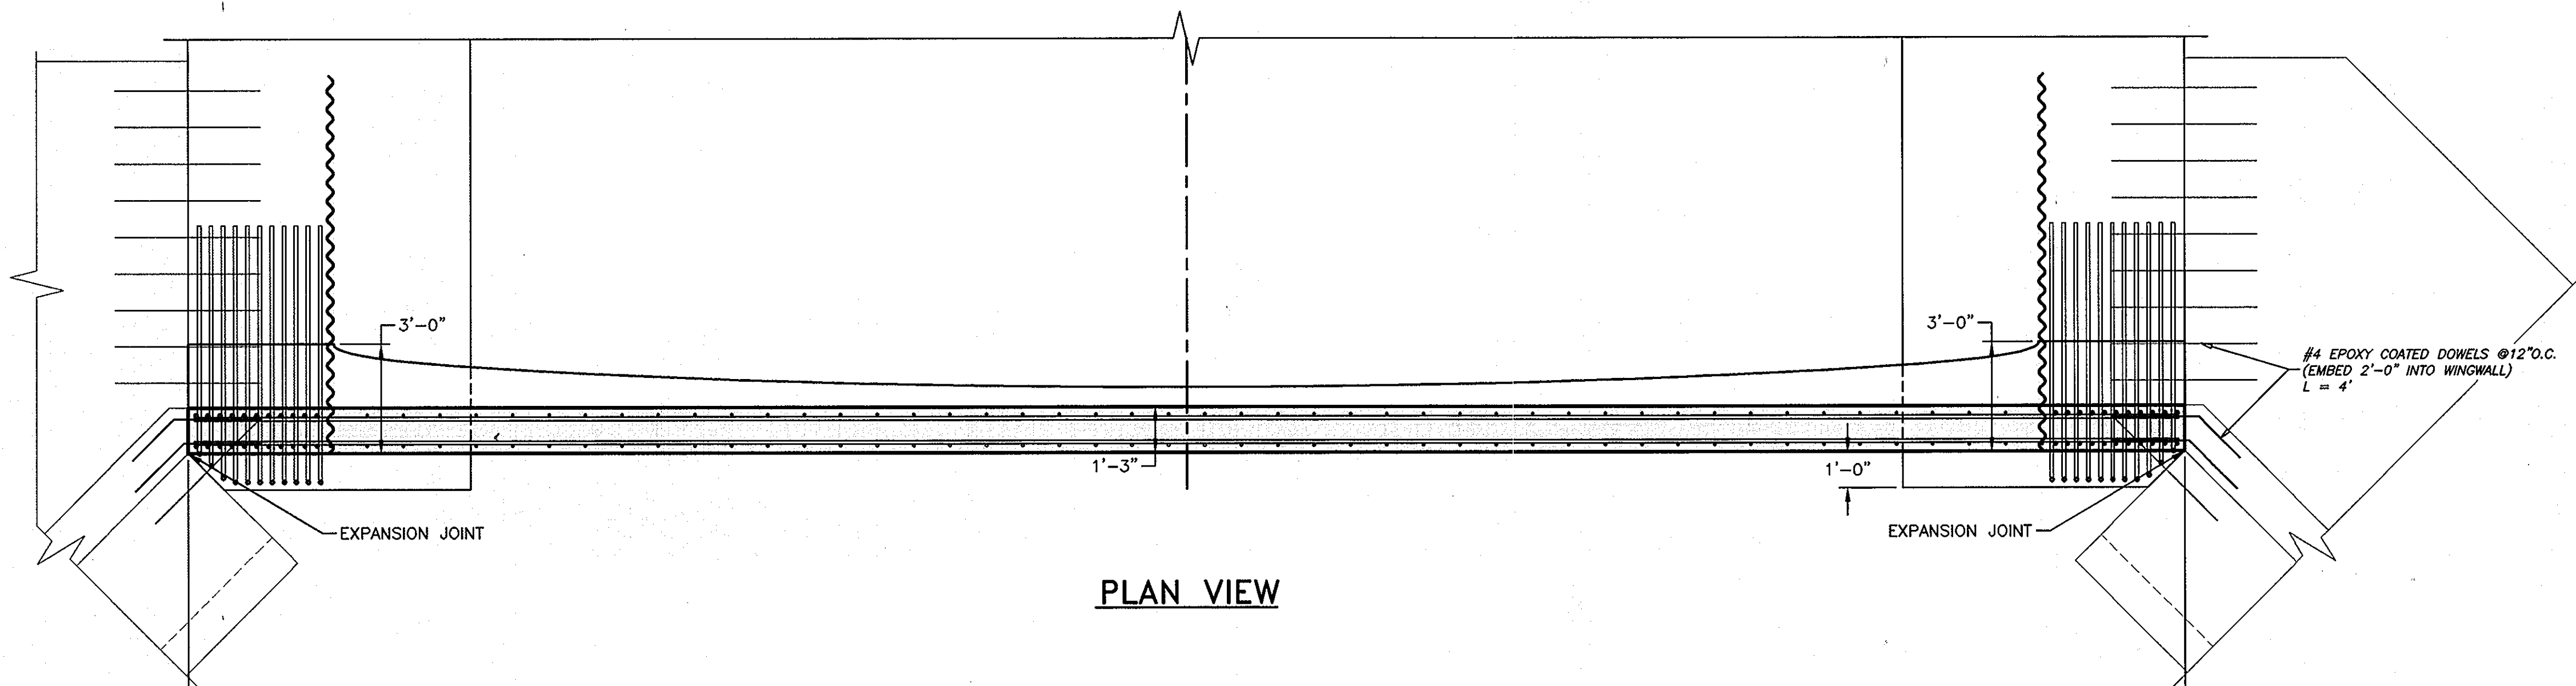 3'-0"
3'-0"
#4 EPOXY COATED DOWELS @12"O.C.
(EMBED 2'-0" INTO WINGWALL)
L = 4'
1'-3"
1'-0"
EXPANSION JOINT
EXPANSION JOINT
PLAN VIEW